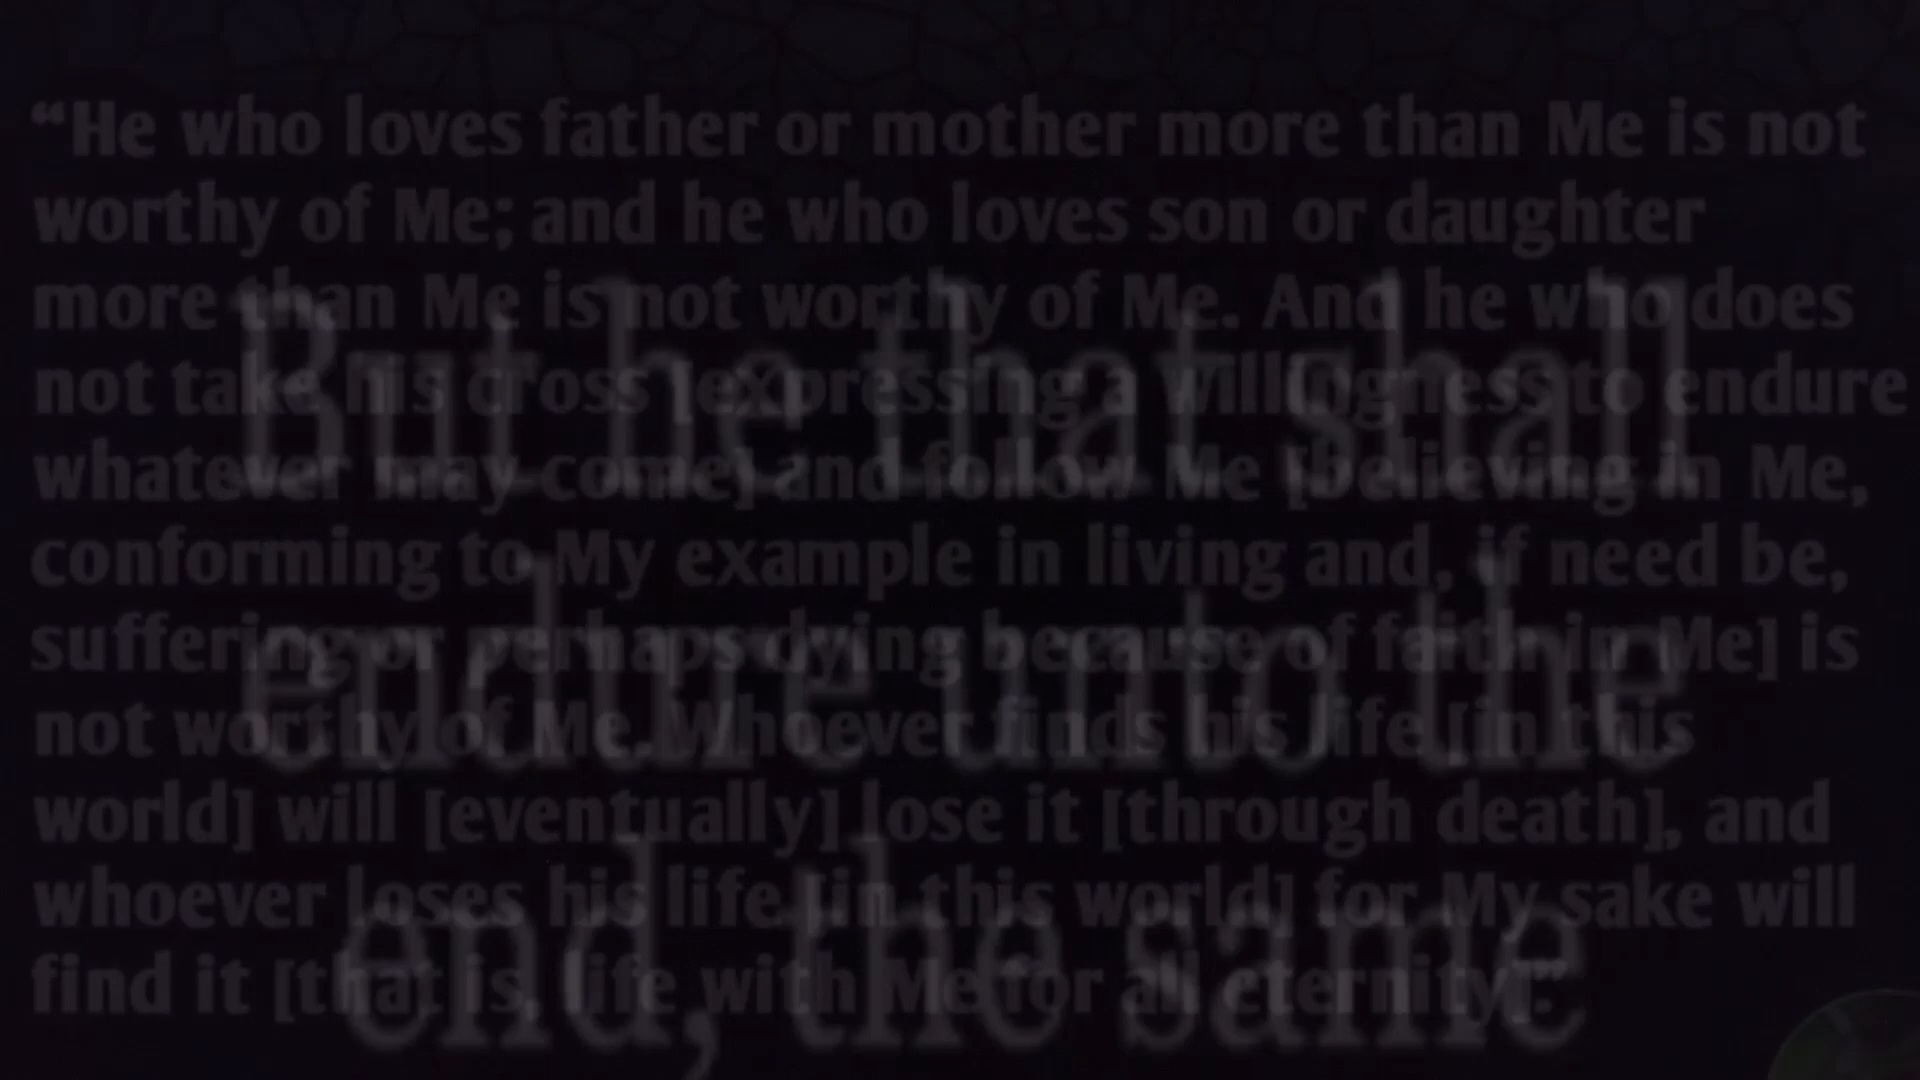 “He who loves father or mother more than Me is not
worthy of Me; and he who loves son or daughter
more than Me is not worthy of Me. And he who does
not take his cross [expressing a willingness to endure
whatever may come] and follow Me [believing in Me,
conforming to My example in living and, if need be,
suffering or perhaps dying because of faith in Me] is
not worthy of Me. Whoever finds his life [in this
world] will [eventually] lose it [through death], and
whoever loses his life [in this world] for My sake will
find it [that is, life with Me for all eternity].”
But he that shall
endure unto the
end, the same